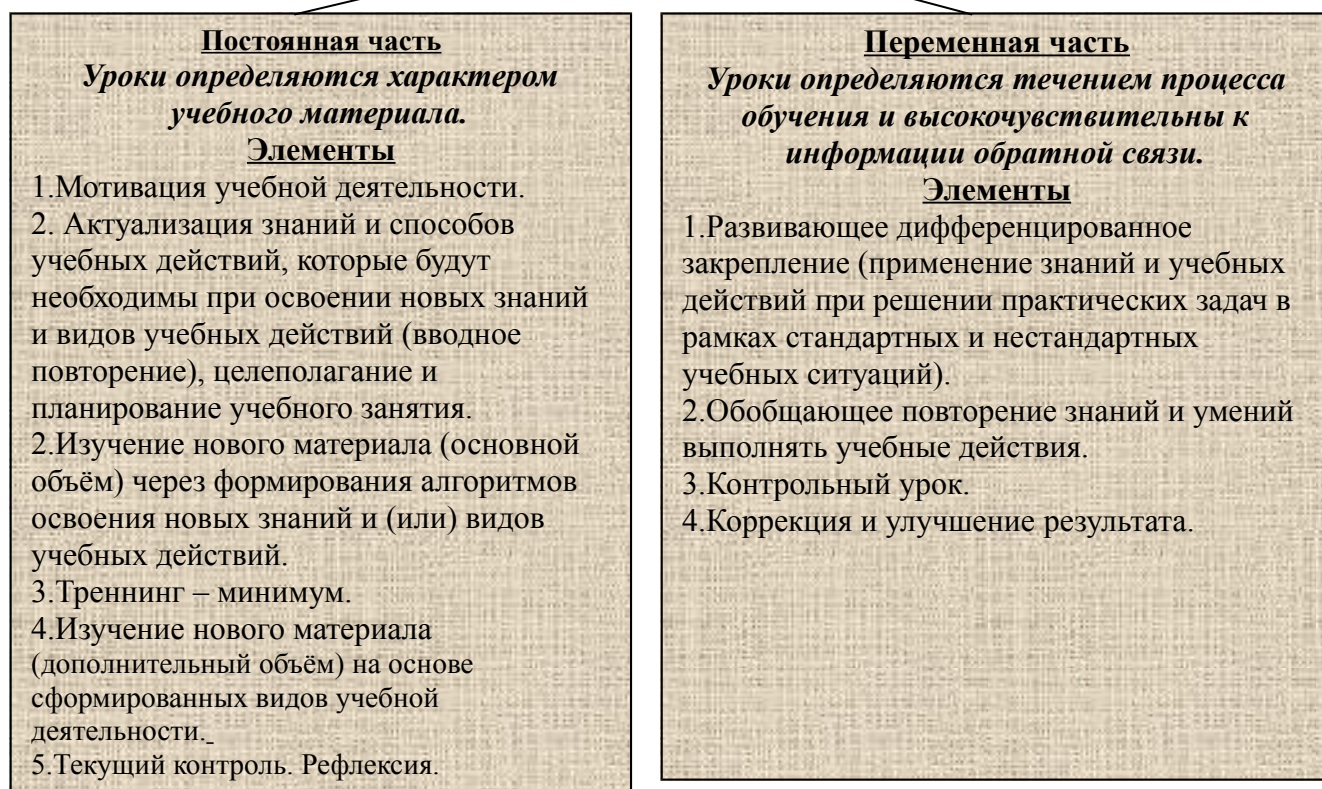 Постоянная часть
Уроки определяются характером
учебного материала.
Элементы
1.Мотивация учебной деятельности.
2. Актуализация знаний и способов
учебных действий, которые будут
необходимы при освоении новых знаний
и видов учебных действий (вводное
повторение), целеполагание и
планирование учебного занятия.
2.Изучение нового материала (основной
объём) через формирования алгоритмов
освоения новых знаний и (или) видов
учебных действий.
3.Треннинг – минимум.
4.Изучение нового материала
(дополнительный объём) на основе
сформированных видов учебной
деятельности.
5.Текущий контроль. Рефлексия.
Переменная часть
Уроки определяются течением процесса
обучения и высокочувствительны к
информации обратной связи.
Элементы
1.Развивающее дифференцированное
закрепление (применение знаний и учебных
действий при решении практических задач в
рамках стандартных и нестандартных
учебных ситуаций).
2.Обобщающее повторение знаний и умений
выполнять учебные действия.
3.Контрольный урок.
4.Коррекция и улучшение результата.